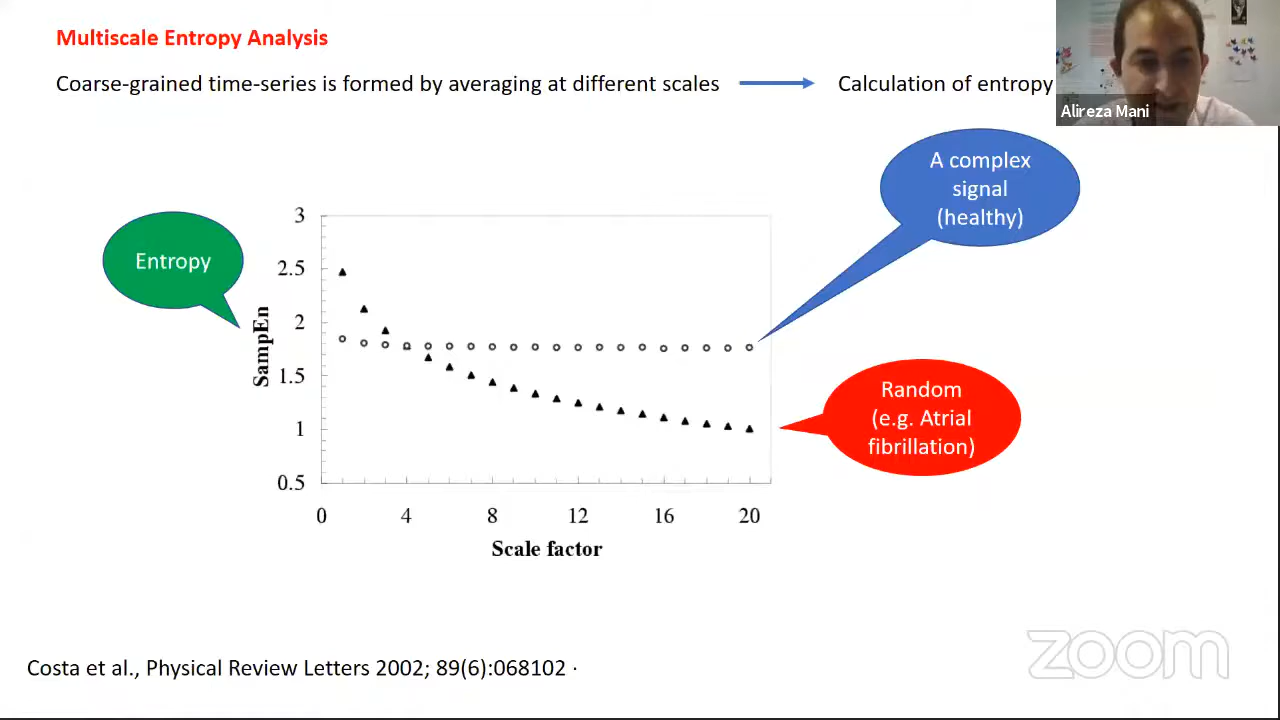 Multiscale Entropy Analysis
Coarse-grained time-series is formed by averaging at different scales
Calculation of entropy
Alireza Mani
A complex
signal
(healthy)
Entropy
3
2.5
2
1.5
1
0.5
SampEn
0
4
8
12
16
20
Scale factor
Random
(e.g. Atrial
fibrillation)
Costa et al., Physical Review Letters 2002; 89(6):068102 ·
zoom